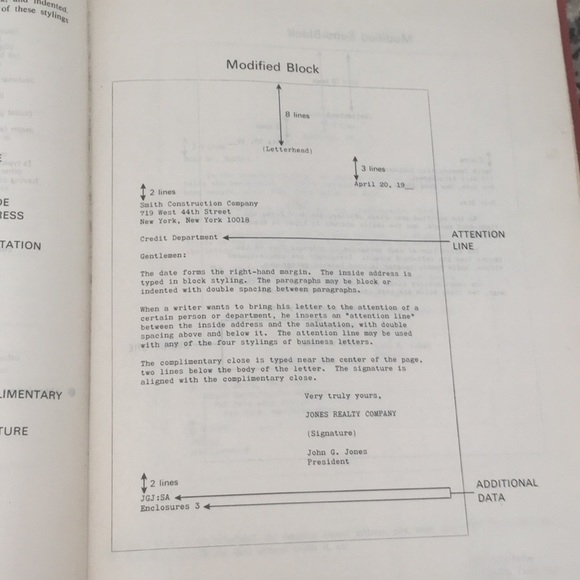 and indented.
of these stylings
Modified Block
8 lines
(Letterhead)
3 lines
April 20, 19__
2 lines
Smith Construction Company
719 West 44th Street
New York, New York 10018
Credit Department
ATTENTION
LINE
Gentlemen:
The date forms the right-hand margin. The inside address is
typed in block styling. The paragraphs may be block or
indented with double spacing between paragraphs.
When a writer wants to bring his letter to the attention of a
certain person or department, he inserts an "attention line"
between the inside address and the salutation, with double
spacing above and below it. The attention line may be used
with any of the four stylings of business letters.
The complimentary close is typed near the center of the page,
two lines below the body of the letter. The signature is
aligned with the complimentary close.
Very truly yours,
JONES REALTY COMPANY
(Signature)
John G. Jones
President
2 lines
JGJ:SA
Enclosures 3
ADDITIONAL
DATA